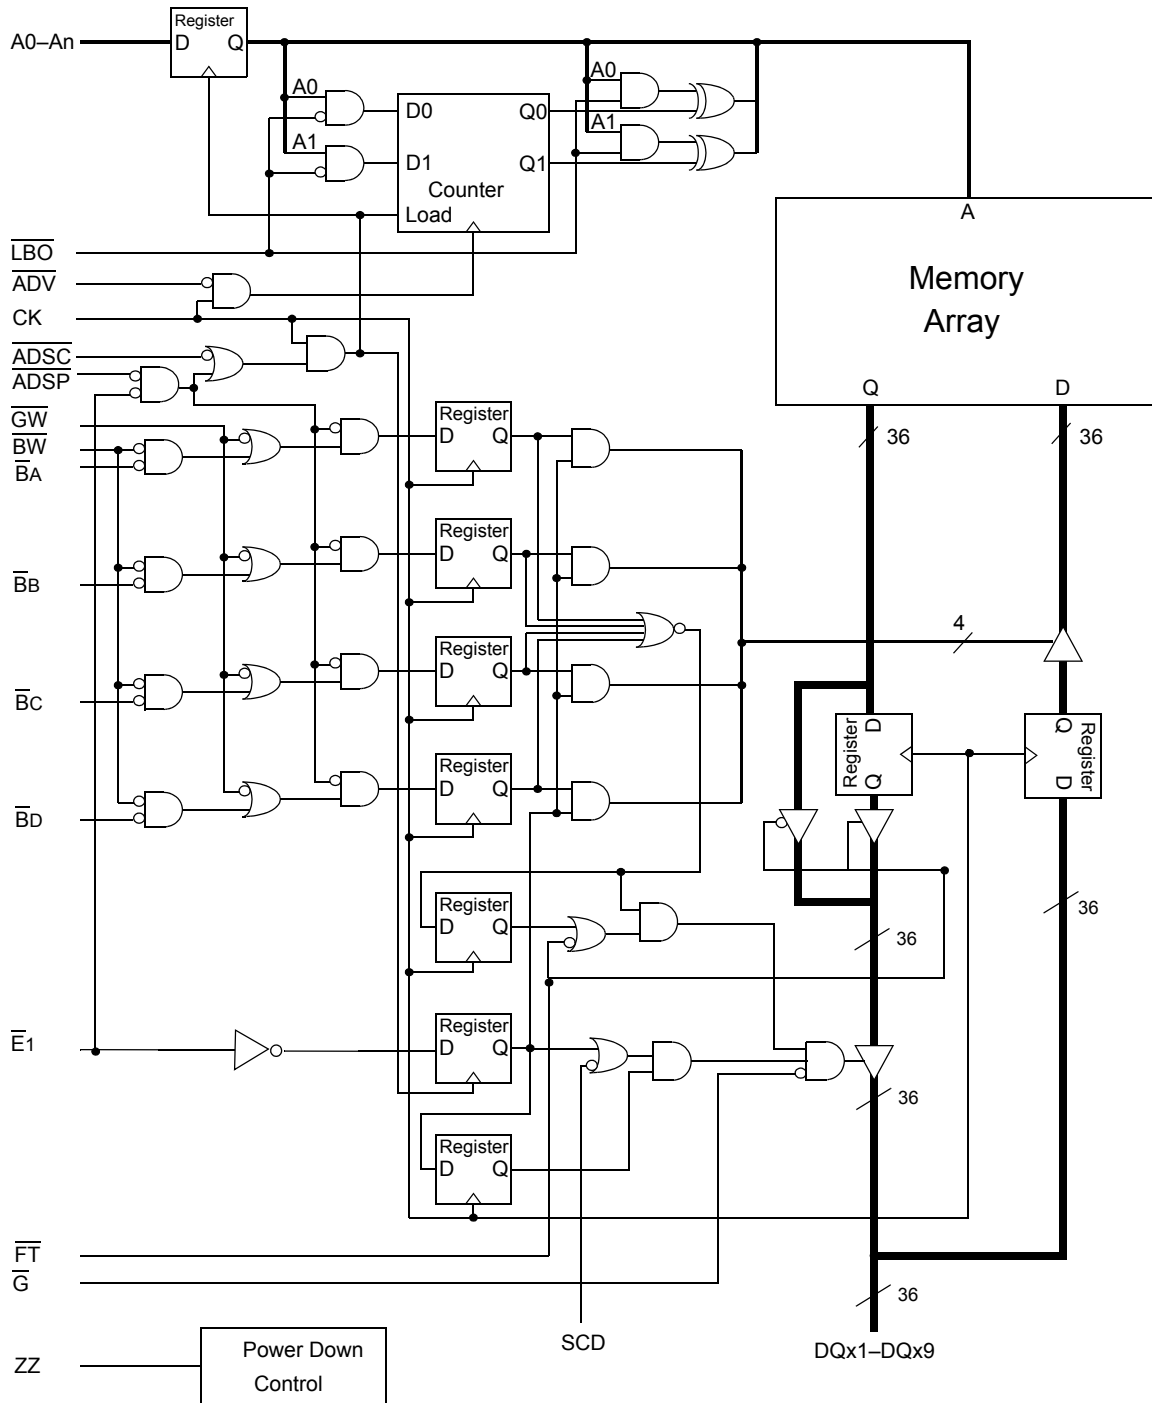 Register
A0–An
D Q
A0
A0
D0
Q0
A1
A1
D1
Q1
Counter
Load
A
LBO
ADV
Memory
Array
CK
ADSC
ADSP
Q
D
GW
BW
BA
Register
D Q
36
36
Register
D Q
BB
4
Register
D Q
BC
Register
D
Q
Register
Q
D
Register
D Q
BD
36
Register
D Q
36
E1
Register
D Q
36
Register
D Q
FT
G
36
SCD
DQx1–DQx9
ZZ
Power Down
Control